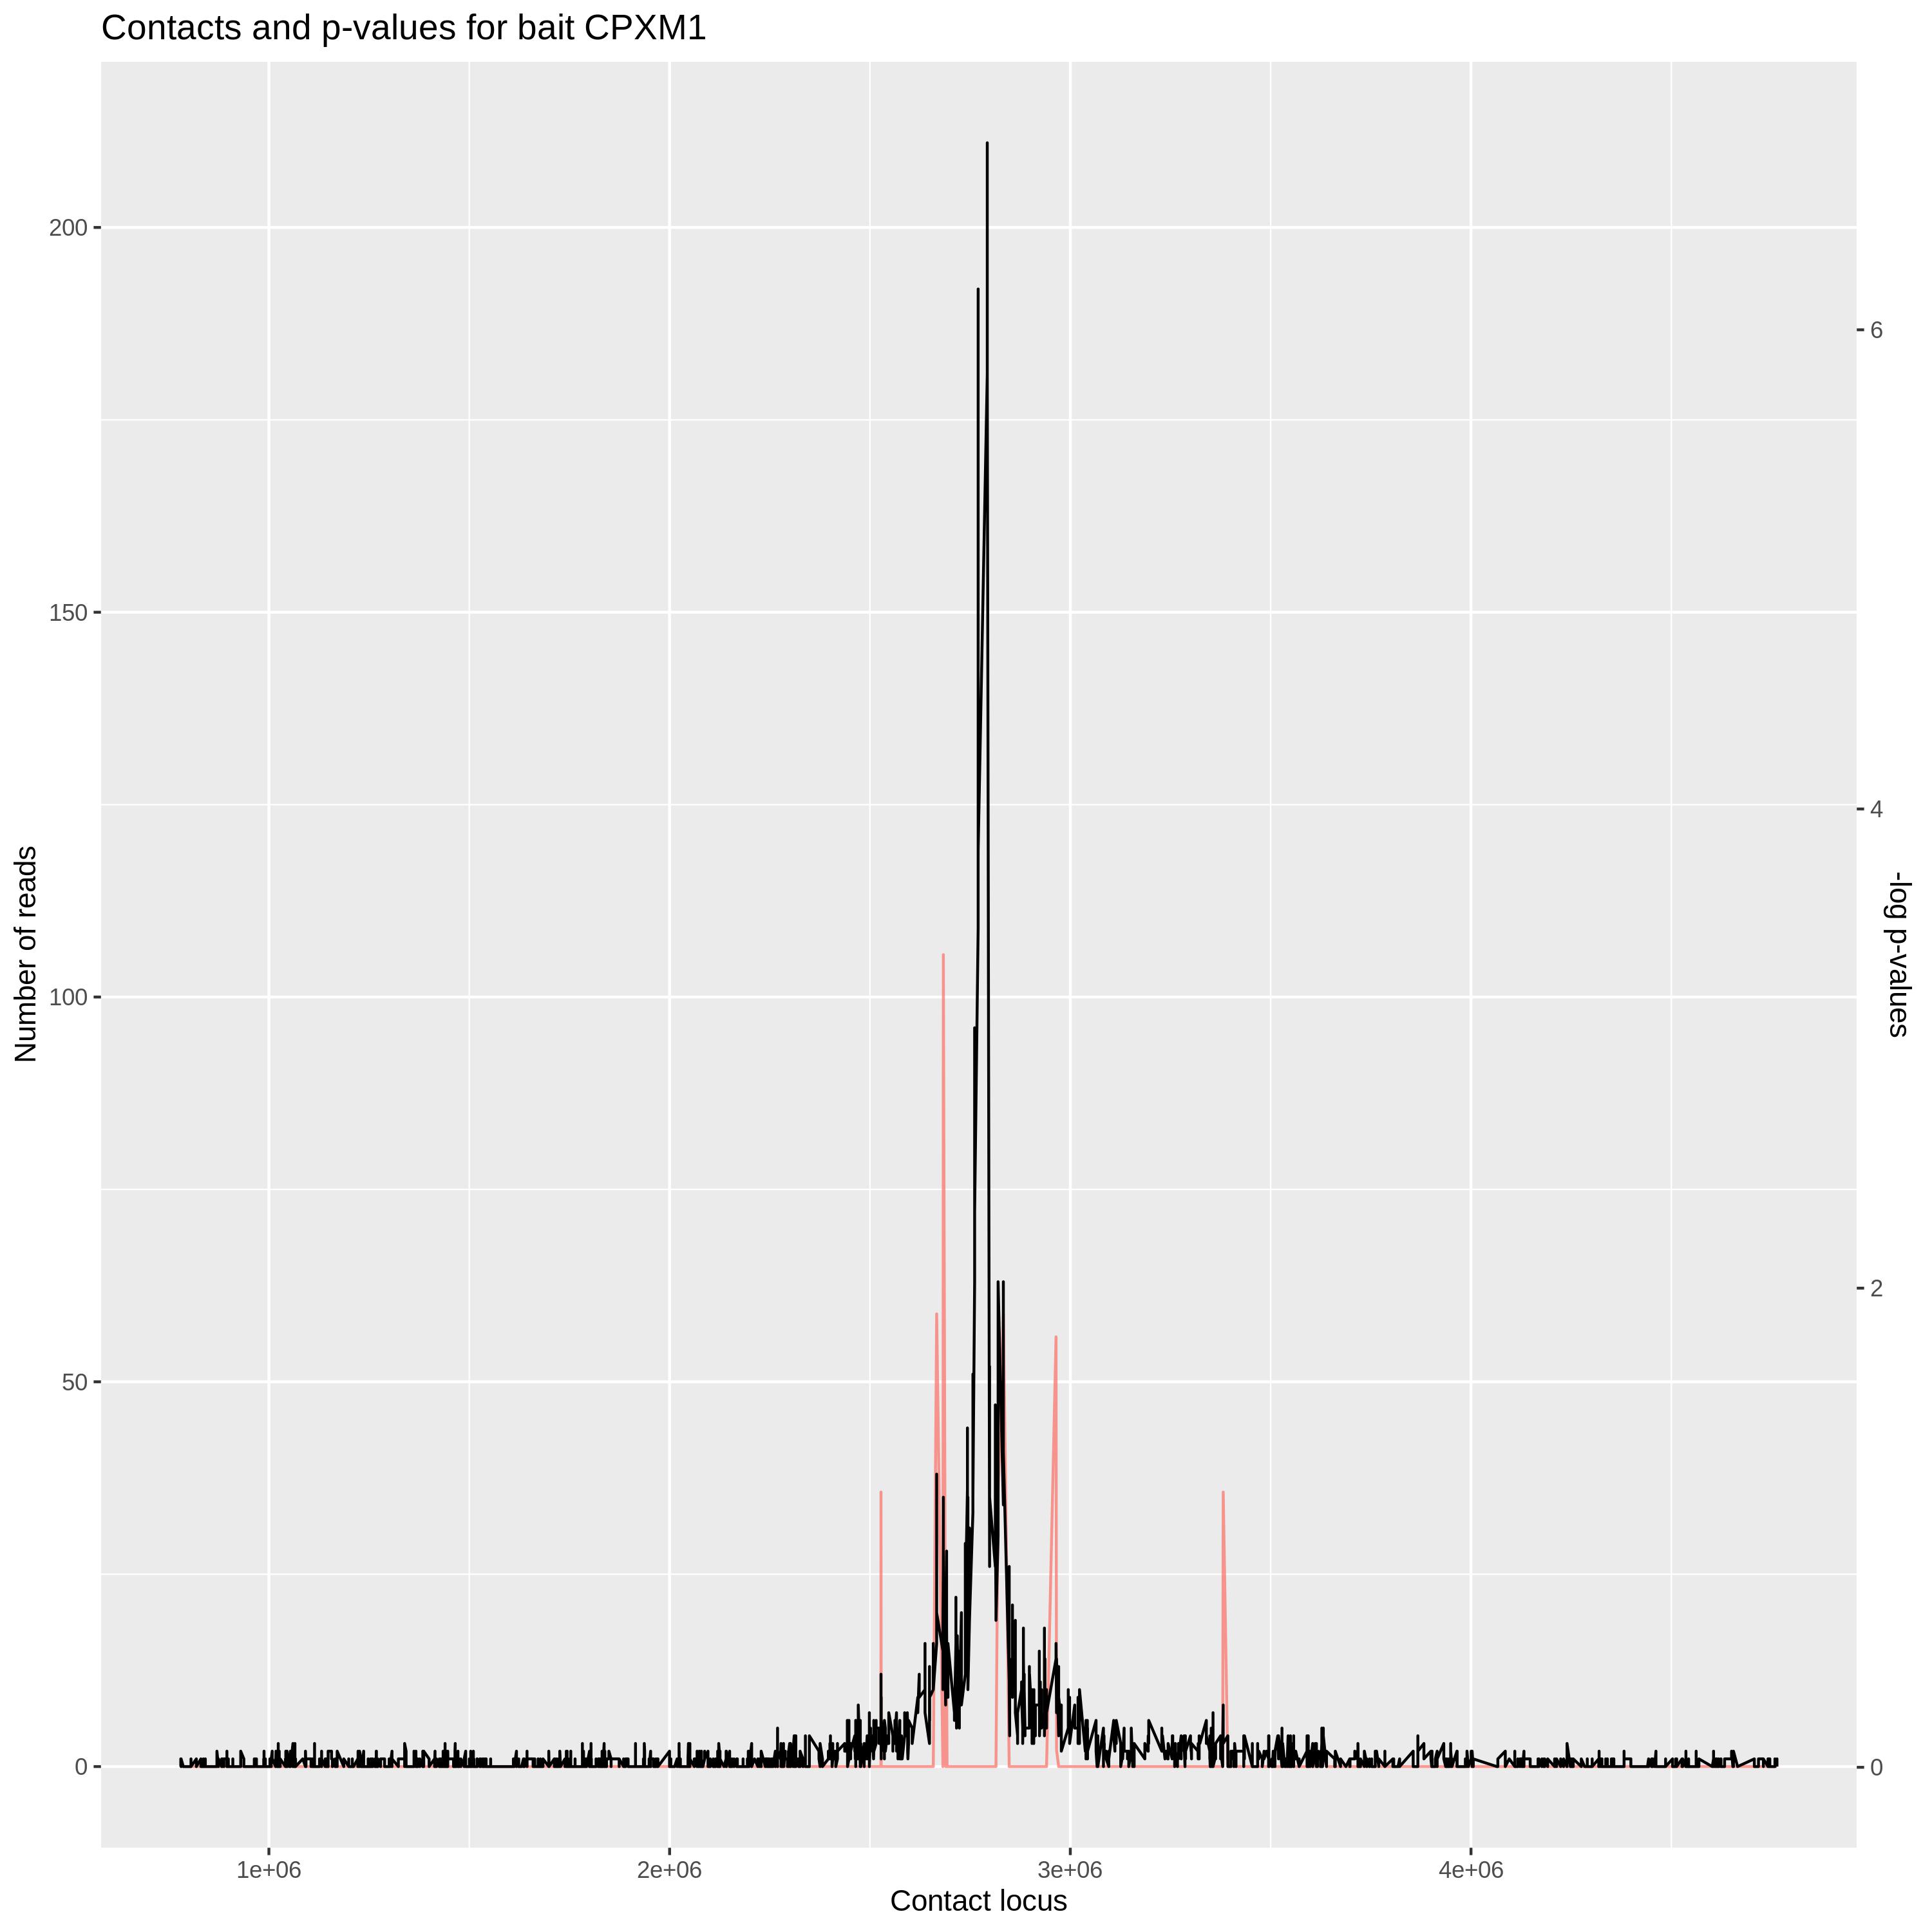 Contacts and p-values for bait CPXM1
200
150
100
50
0
Number of reads
6
4
2
0
-log p-values
1e+06
2e+06
3e+06
4e+06
Contact locus